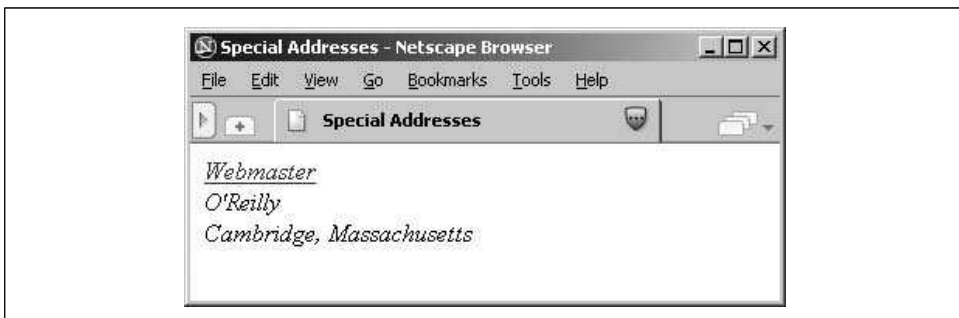 Special Addresses - Netscape Browser
File Edit View Go Bookmarks Tools Help
Special Addresses
Webmaster
O'Reilly
Cambridge, Massachusetts